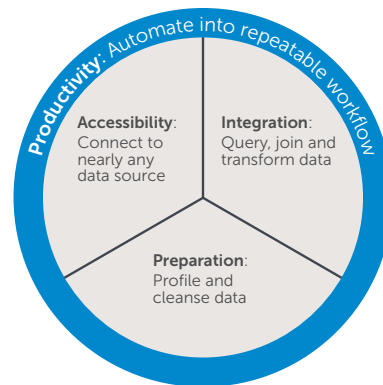 Productivity: Automate into repeatable workflow
Accessibility:
Connect to
nearly any
data source
Integration:
Query, join and
transform data
Preparation:
Profile and
cleanse data